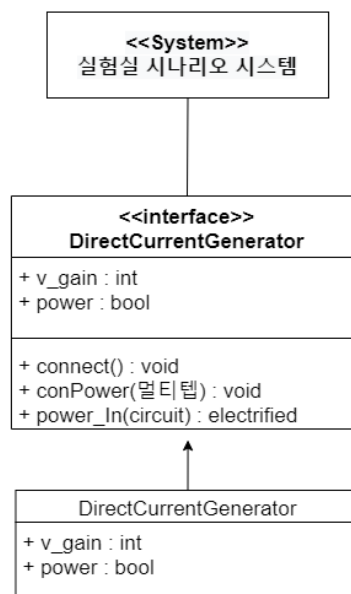 <<System>>
실험실 시나리오 시스템
<<interface>>
DirectCurrentGenerator
+ v_gain : int
+ power : bool
+ connect() : void
+ conPower(멀티텝) : void
+ power_In(circuit) : electrified
DirectCurrentGenerator
+ v_gain : int
+ power : bool